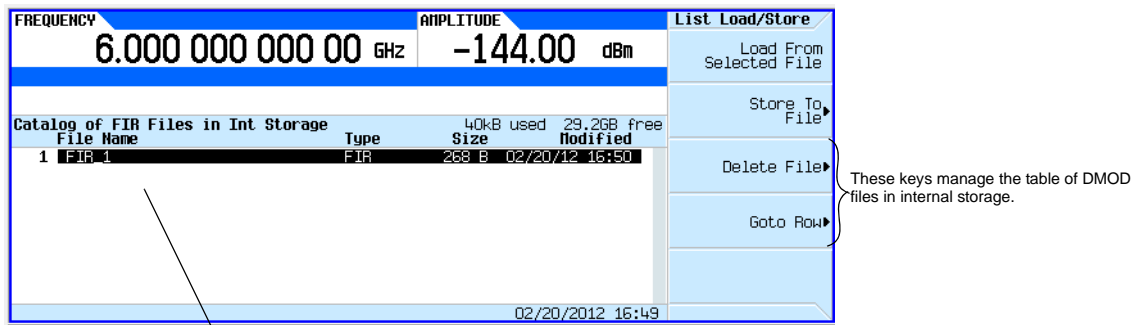 FREQUENCY
6.000 000 000 00 GHz
AMPLITUDE
-144.00 dBm
Catalog of FIR Files in Int Storage 40kB used 29.2GB free
File Name Type Size Modified
1 FIR_1 FIR 268 B 02/20/12 16:50
02/20/2012 16:49
List Load/Store
Load From
Selected File
Store To
File
Delete File
Goto Row
These keys manage the table of DMOD
files in internal storage.